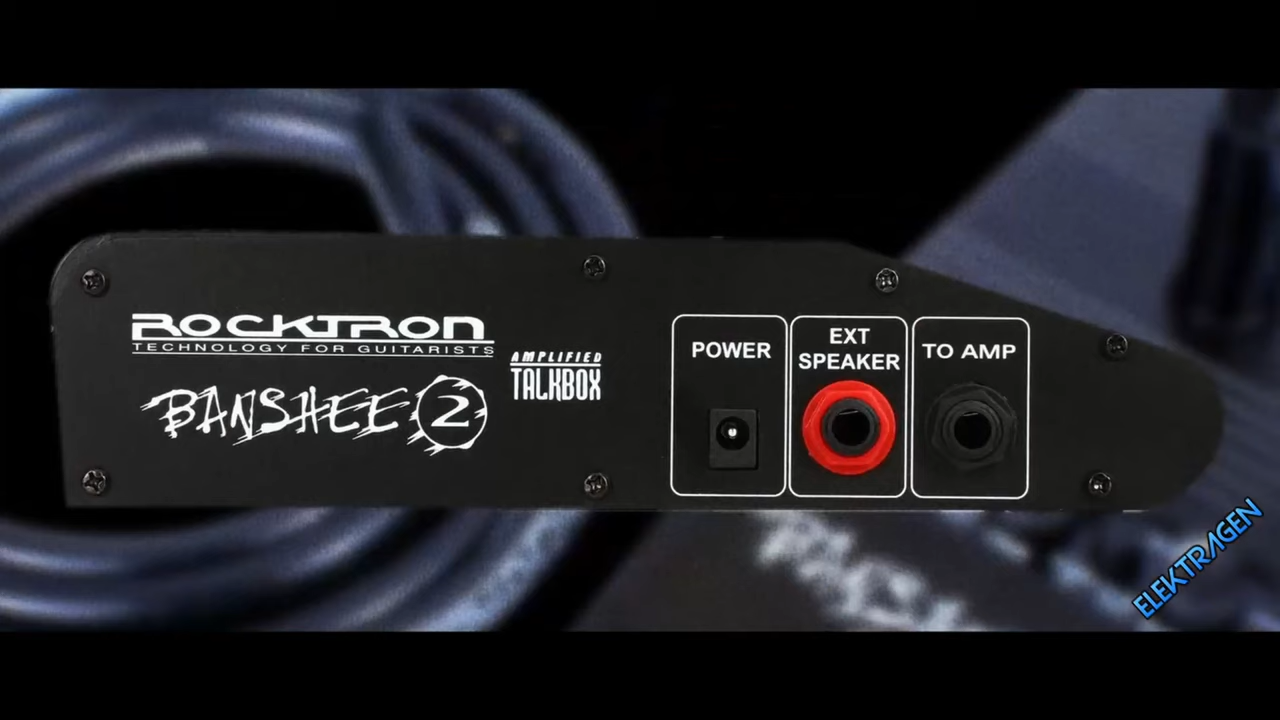 ROCKTRON
TECHNOLOGY FOR GUITARISTS
BANSHEE 2
AMPLIFIED
TALKBOX
POWER
EXT
SPEAKER
TO AMP
ELEKTRAGEN